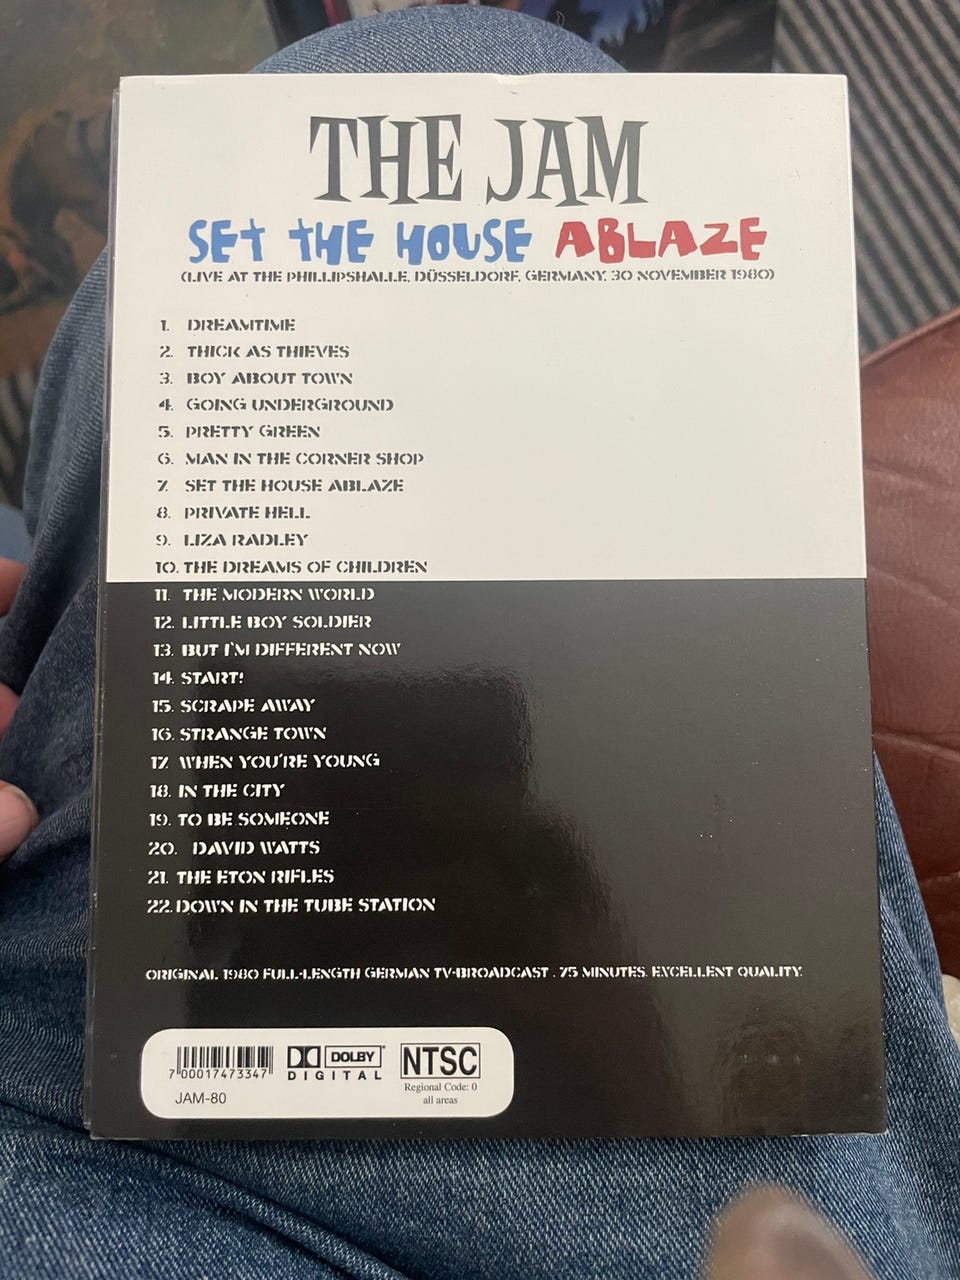 THE JAM
SET THE HOUSE ABLAZE
(LIVE AT THE PHILLIPSHALLE, DÜSSELDORF, GERMANY, 30 NOVEMBER 1980)
1. DREAMTIME
2. THICK AS THIEVES
3. BOY ABOUT TOWN
4. GOING UNDERGROUND
5. PRETTY GREEN
6. MAN IN THE CORNER SHOP
7. SET THE HOUSE ABLAZE
8. PRIVATE HELL
9. LIZA RADLEY
10. THE DREAMS OF CHILDREN
11. THE MODERN WORLD
12. LITTLE BOY SOLDIER
13. BUT I'M DIFFERENT NOW
14. START!
15. SCRAPE AWAY
16. STRANGE TOWN
17. WHEN YOU'RE YOUNG
18. IN THE CITY
19. TO BE SOMEONE
20. DAVID WATTS
21. THE ETON RIFLES
22. DOWN IN THE TUBE STATION
ORIGINAL 1980 FULL-LENGTH GERMAN TV-BROADCAST . 75 MINUTES. EXCELLENT QUALITY.
7 00017473347
JAM-80
DOLBY
DIGITAL
NTSC
Regional Code: 0
all areas